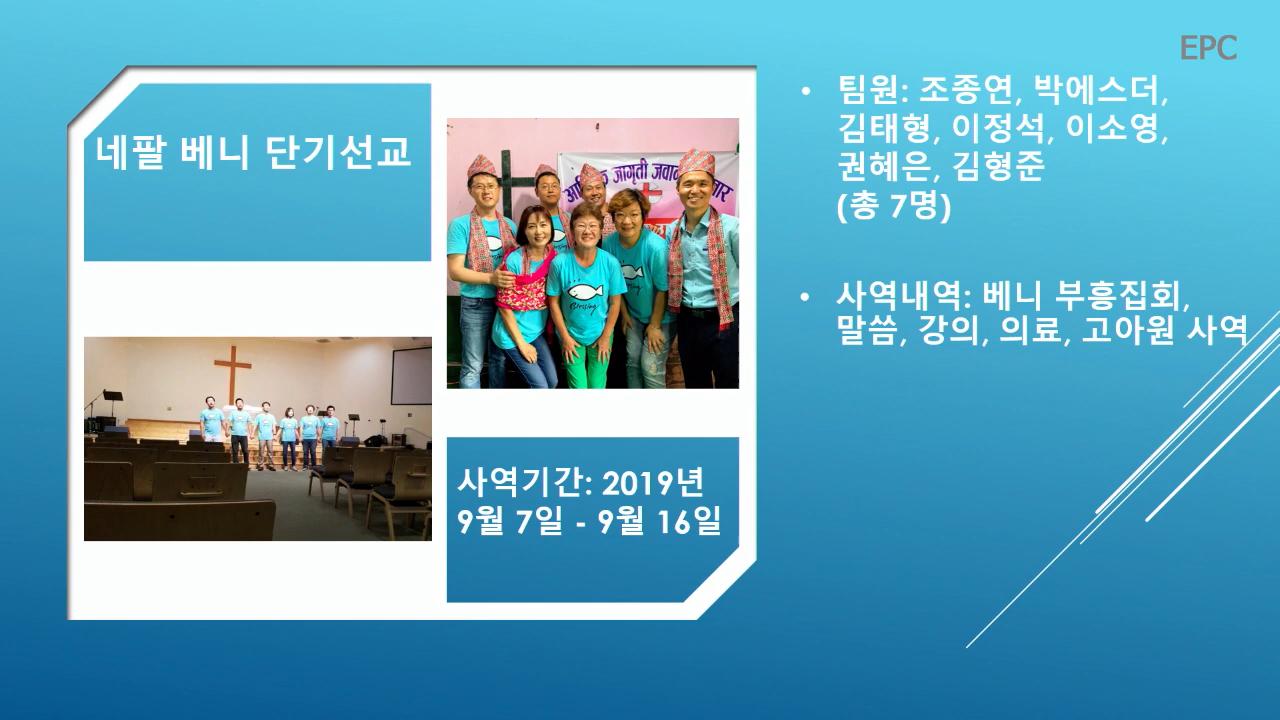 EPC
네팔 베니 단기선교
जागृती
Blessing
사역기간: 2019년
9월 7일 - 9월 16일
• 팀원: 조종연, 박에스더,
김태형, 이정석, 이소영,
권혜은, 김형준
(총 7명)
• 사역내역: 베니 부흥집회,
말씀, 강의, 의료, 고아원 사역